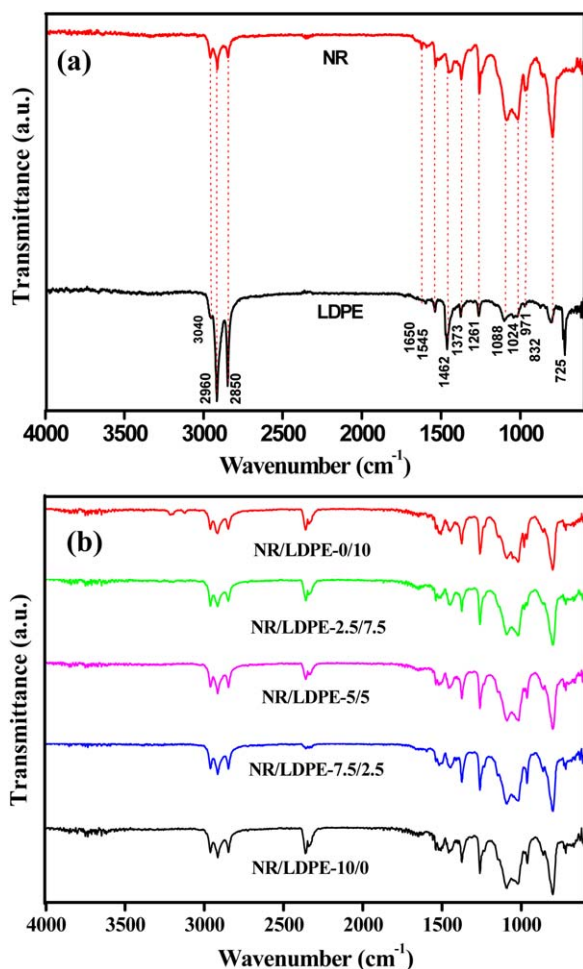 (a)
NR
LDPE
3040
2960
2850
1650
1545
1462
1373
1261
1088
1024
971
832
725
4000 3500 3000 2500 2000 1500 1000
Wavenumber (cm-1)
Transmittance (a.u.)
(b)
NR/LDPE-0/10
NR/LDPE-2.5/7.5
NR/LDPE-5/5
NR/LDPE-7.5/2.5
NR/LDPE-10/0
4000 3500 3000 2500 2000 1500 1000
Wavenumber (cm-1)
Transmittance (a.u.)